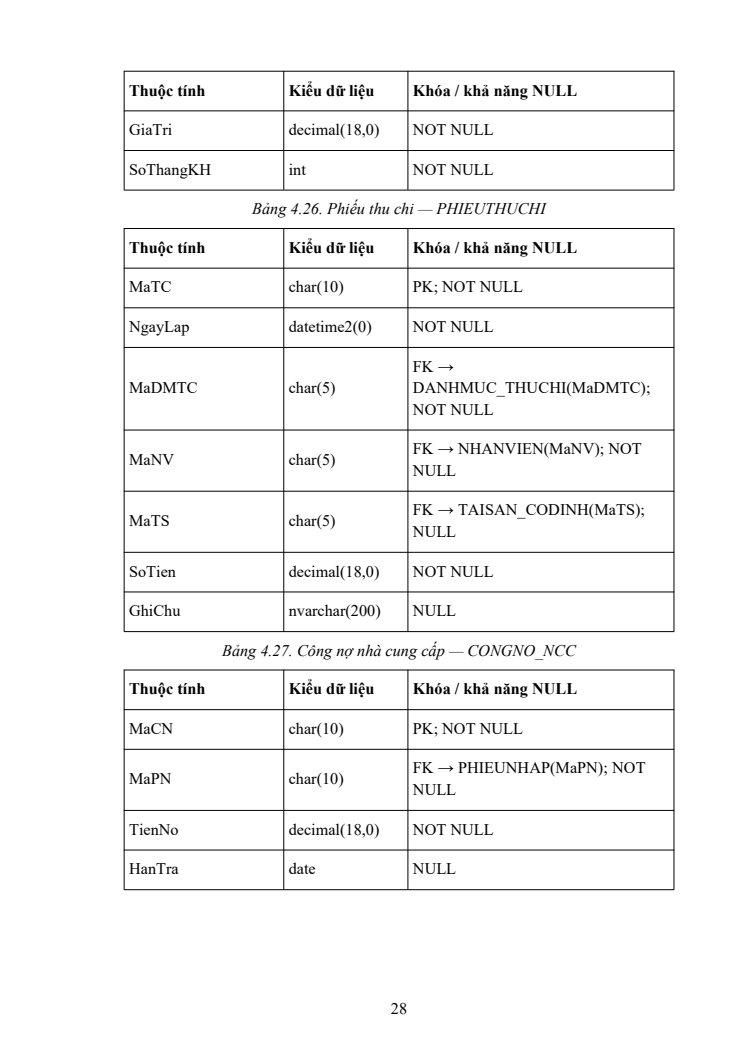 Thuộc tính Kiểu dữ liệu Khóa / khả năng NULL
GiaTri decimal(18,0) NOT NULL
SoThangKH int NOT NULL
Bảng 4.26. Phiếu thu chi — PHIEUTHUCHI
Thuộc tính Kiểu dữ liệu Khóa / khả năng NULL
MaTC char(10) PK; NOT NULL
NgayLap datetime2(0) NOT NULL
FK →
MaDMTC char(5) DANHMUC_THUCHI(MaDMTC);
NOT NULL
MaNV char(5) FK → NHANVIEN(MaNV); NOT
NULL
MaTS char(5) FK → TAISAN_CODINH(MaTS);
NULL
SoTien decimal(18,0) NOT NULL
GhiChu nvarchar(200) NULL
Bảng 4.27. Công nợ nhà cung cấp — CONGNO_NCC
Thuộc tính Kiểu dữ liệu Khóa / khả năng NULL
MaCN char(10) PK; NOT NULL
MaPN char(10) FK → PHIEUNHAP(MaPN); NOT
NULL
TienNo decimal(18,0) NOT NULL
HanTra date NULL
28